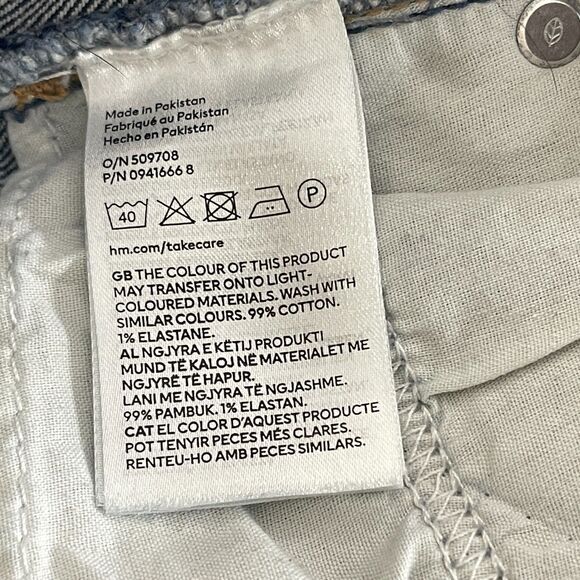 Made in Pakistan
Fabriqué au Pakistan
Hecho en Pakistán
O/N 509708
P/N 0941666 8
40
P
hm.com/takecare
GB THE COLOUR OF THIS PRODUCT
MAY TRANSFER ONTO LIGHT-
COLOURED MATERIALS. WASH WITH
SIMILAR COLOURS. 99% COTTON.
1% ELASTANE.
AL NGJYRA E KËTIJ PRODUKTI
MUND TË KALOJ NË MATERIALET ME
NGJYRË TË HAPUR.
LANI ME NGJYRA TË NGJASHME.
99% PAMBUK. 1% ELASTAN.
CAT EL COLOR D'AQUEST PRODUCTE
POT TENYIR PECES MÉS CLARES.
RENTEU-HO AMB PECES SIMILARS.